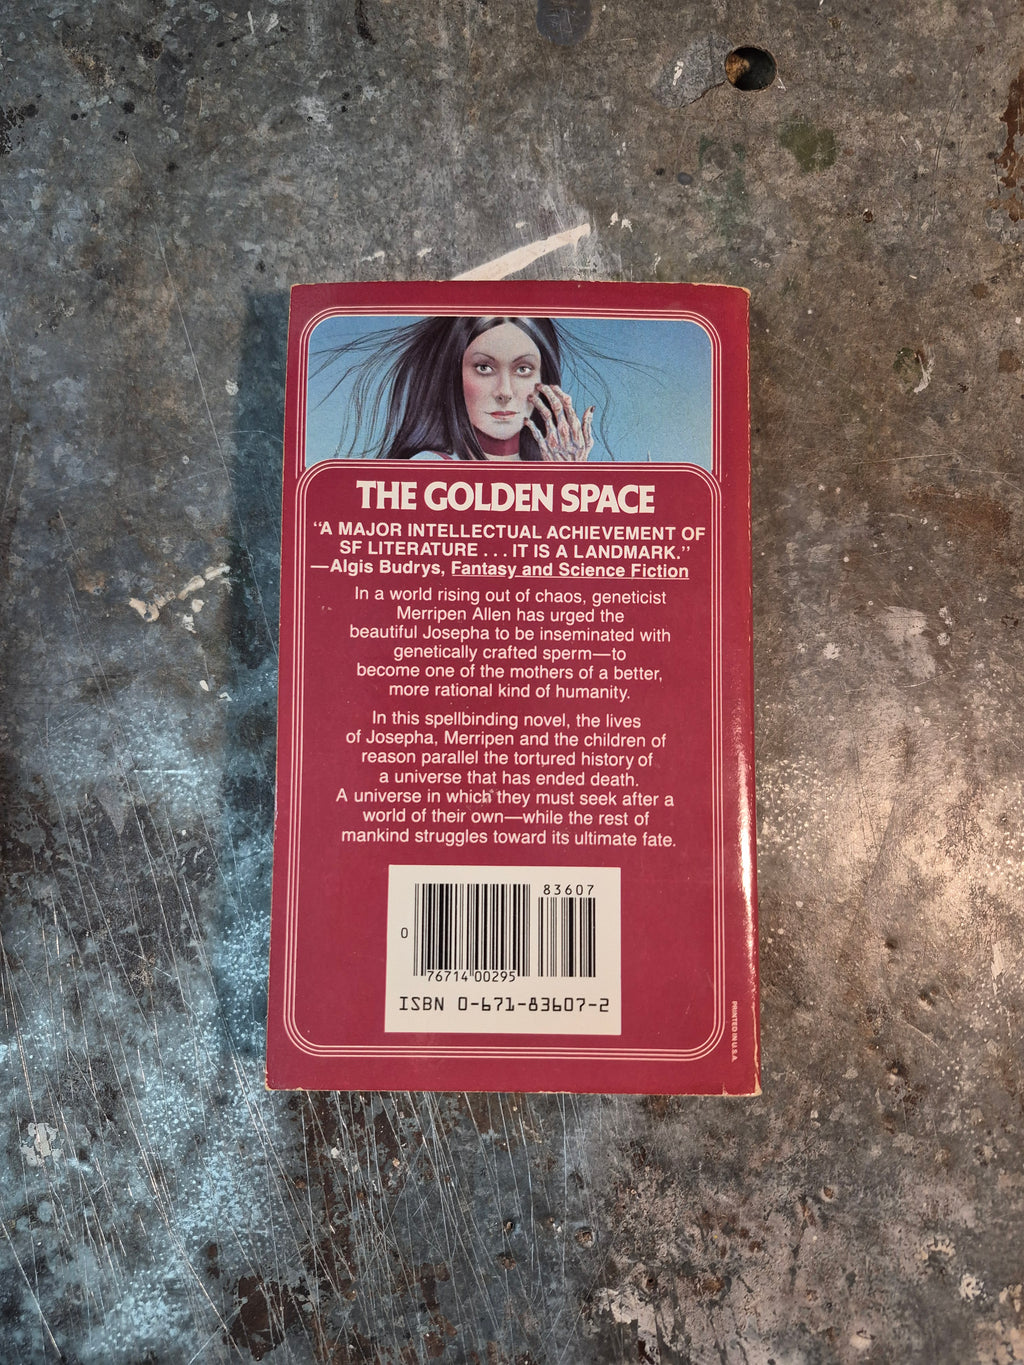 THE GOLDEN SPACE
“A MAJOR INTELLECTUAL ACHIEVEMENT OF
SF LITERATURE . . . IT IS A LANDMARK.”
—Algis Budrys, Fantasy and Science Fiction
In a world rising out of chaos, geneticist
Merripen Allen has urged the
beautiful Josepha to be inseminated with
genetically crafted sperm—to
become one of the mothers of a better,
more rational kind of humanity.
In this spellbinding novel, the lives
of Josepha, Merripen and the children of
reason parallel the tortured history of
a universe that has ended death.
A universe in which they must seek after a
world of their own—while the rest of
mankind struggles toward its ultimate fate.
83607
0
76714 00295
ISBN 0-671-83607-2
PRINTED IN U.S.A.